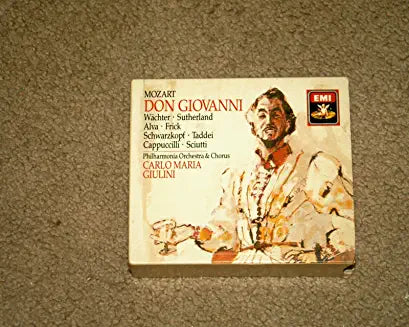 MOZART
DON GIOVANNI
Wächter · Sutherland
Alva · Frick
Schwarzkopf · Taddei
Cappuccilli · Sciutti
Philharmonia Orchestra & Chorus
CARLO MARIA
GIULINI
EMI